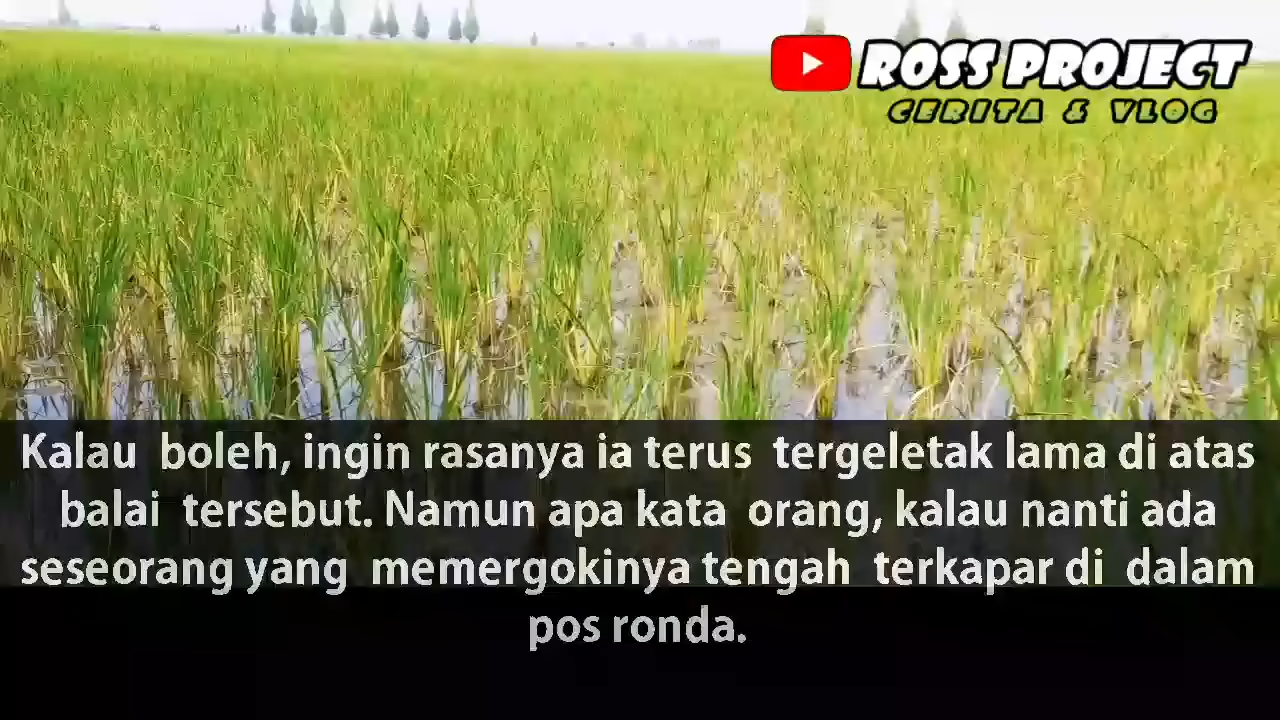 ROSS PROJECT
CERITA & VLOG
Kalau boleh, ingin rasanya ia terus tergeletak lama di atas
balai tersebut. Namun apa kata orang, kalau nanti ada
seseorang yang memergokinya tengah terkapar di dalam
pos ronda.